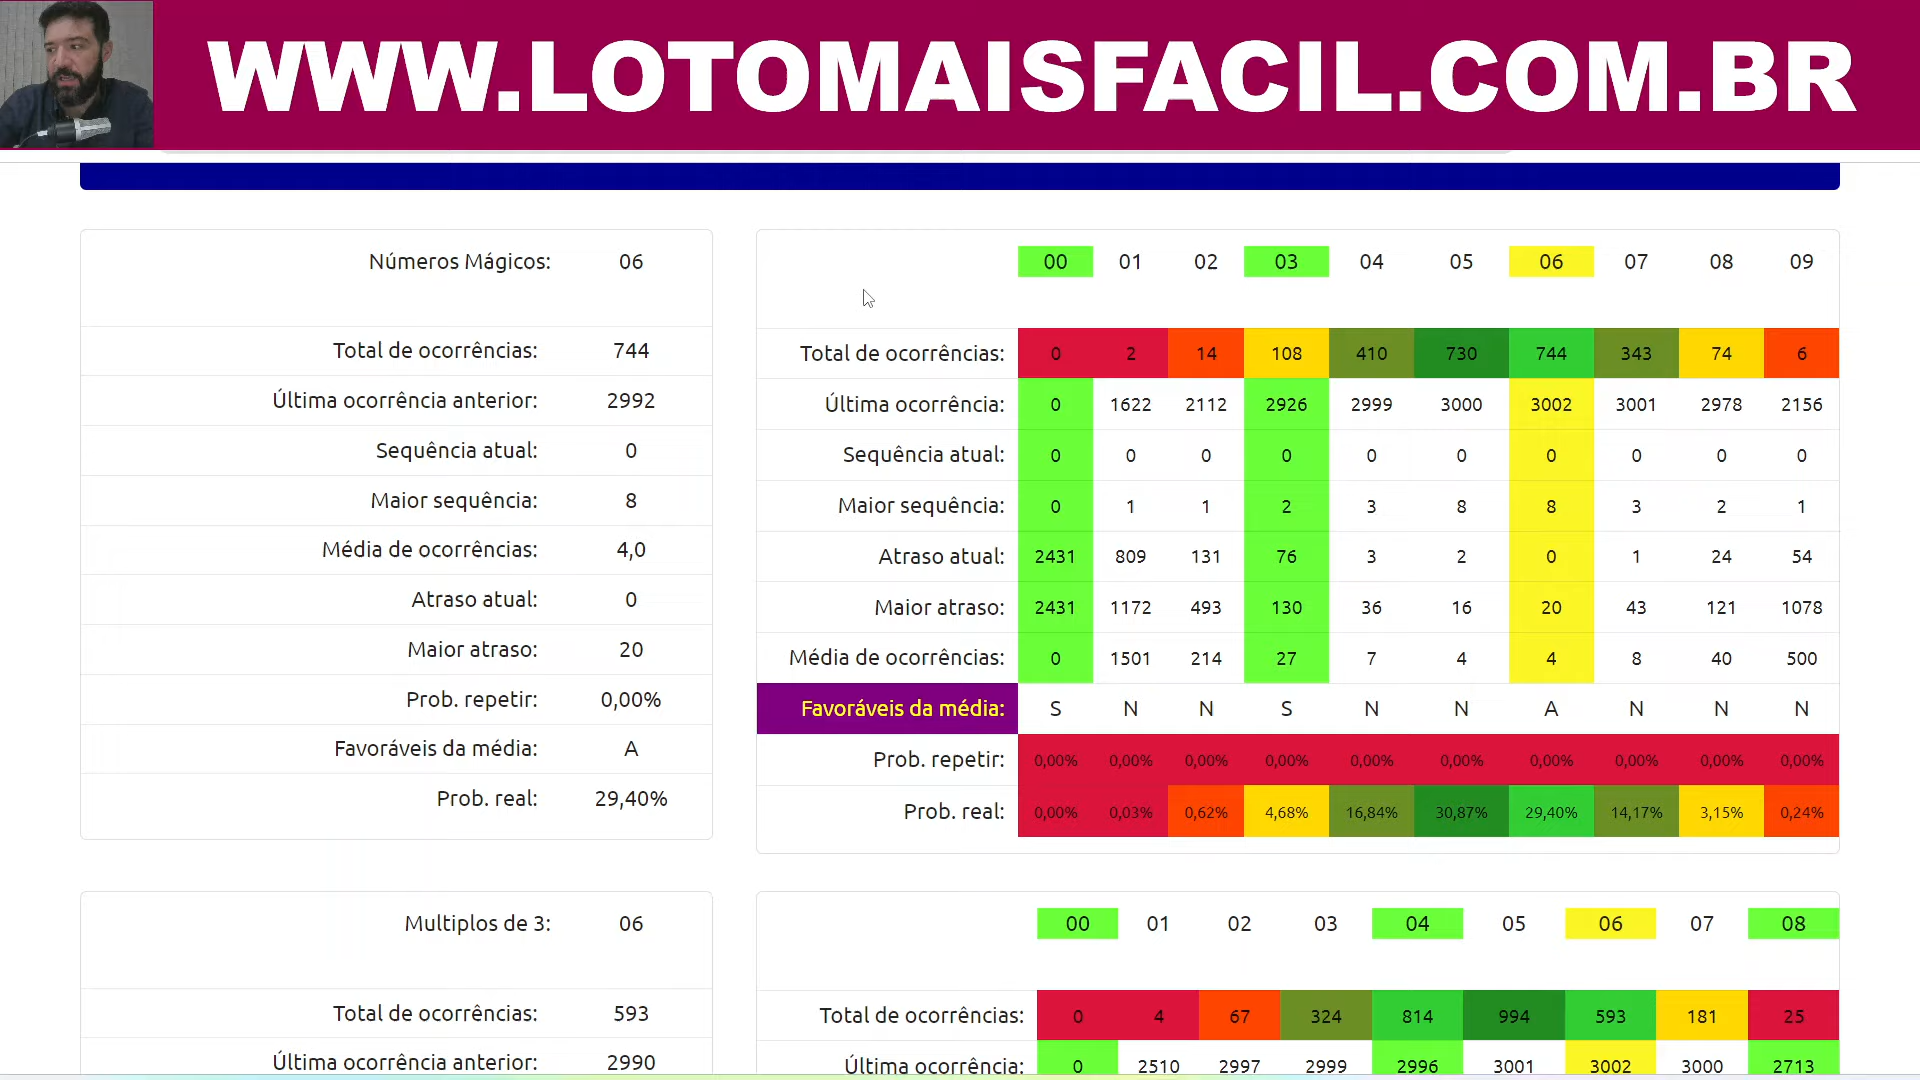 WWW.LOTOMAISFACIL.COM.BR
Números Mágicos: 06
Total de ocorrências: 744
Última ocorrência anterior: 2992
Sequência atual: 0
Maior sequência: 8
Média de ocorrências: 4,0
Atraso atual: 0
Maior atraso: 20
Prob. repetir: 0,00%
Favoráveis da média: A
Prob. real: 29,40%
00 01 02 03 04 05 06 07 08 09
Total de ocorrências: 0 2 14 108 410 730 744 343 74 6
Última ocorrência: 0 1622 2112 2926 2999 3000 3002 3001 2978 2156
Sequência atual: 0 0 0 0 0 0 0 0 0 0
Maior sequência: 0 1 1 2 3 8 8 3 2 1
Atraso atual: 2431 809 131 76 3 2 0 1 24 54
Maior atraso: 2431 1172 493 130 36 16 20 43 121 1078
Média de ocorrências: 0 1501 214 27 7 4 4 8 40 500
Favoráveis da média: S N N S N N A N N N
Prob. repetir: 0,00% 0,00% 0,00% 0,00% 0,00% 0,00% 0,00% 0,00% 0,00% 0,00%
Prob. real: 0,00% 0,03% 0,62% 4,68% 16,84% 30,87% 29,40% 14,17% 3,15% 0,24%
Multiplos de 3: 06
Total de ocorrências: 593
Última ocorrência anterior: 2990
00 01 02 03 04 05 06 07 08
Total de ocorrências: 0 4 67 324 814 994 593 181 25
Última ocorrência: 0 2510 2997 2999 2996 3001 3002 3000 2713